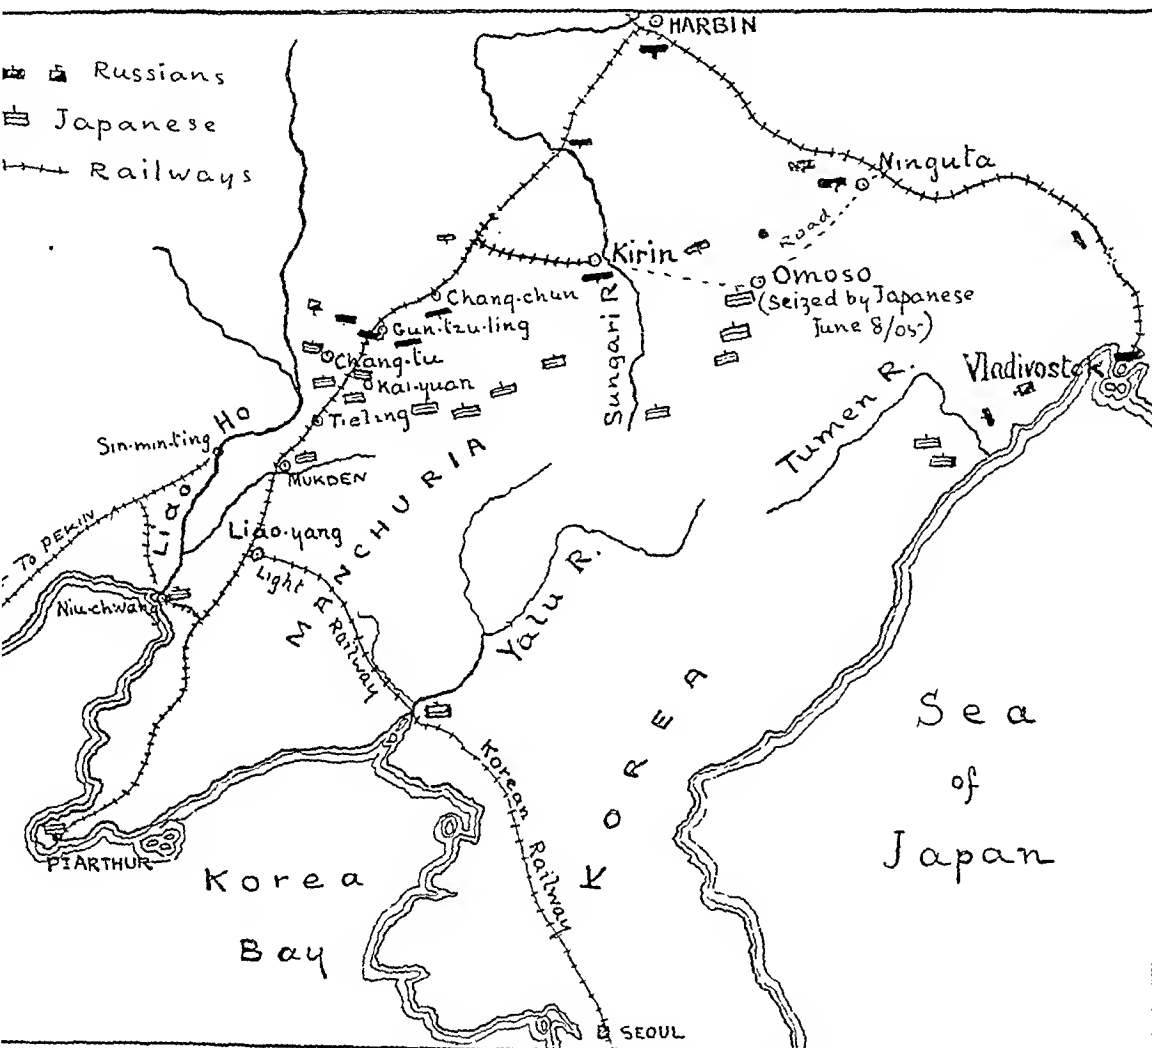 HARBIN
Russians
Japanese
Railways
Ninguta
Road
Kirin
Omoso
(Seized by Japanese
June 8/05)
Chang-chun
Gun-tzu-ling
Sungari R.
Chang-tu
Kai-yuan
Tieling
Vladivostok
Tumen R.
Sin-min-ting
Liao Ho
MUKDEN
MANCHURIA
To PEKIN
Liao-yang
Light Railway
Niu-chwang
Yalu R.
KOREA
Sea
of
Japan
Korean Railway
PT ARTHUR
Korea
Bay
SEOUL